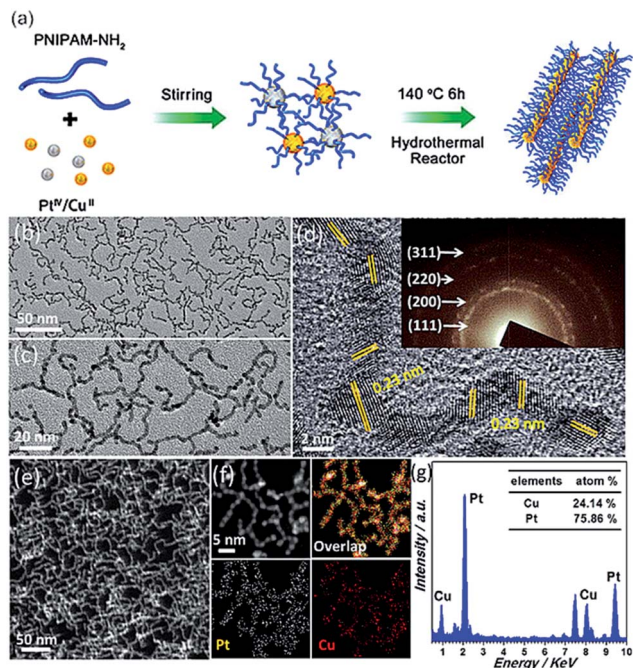 (a)
PNIPAM-NH₂
+
Pt^IV/Cu^II
Stirring
140 ºC 6h
Hydrothermal
Reactor
(b)
50 nm
(c)
20 nm
(d)
(311)
(220)
(200)
(111)
0.23 nm
0.23 nm
2 nm
(e)
50 nm
(f)
5 nm
Overlap
Pt
Cu
(g)
Intensity / a.u.
elements atom %
Cu 24.14 %
Pt 75.86 %
Cu
Pt
Cu
Pt
1 2 3 4 5 6 7 8 9 10
Energy / KeV